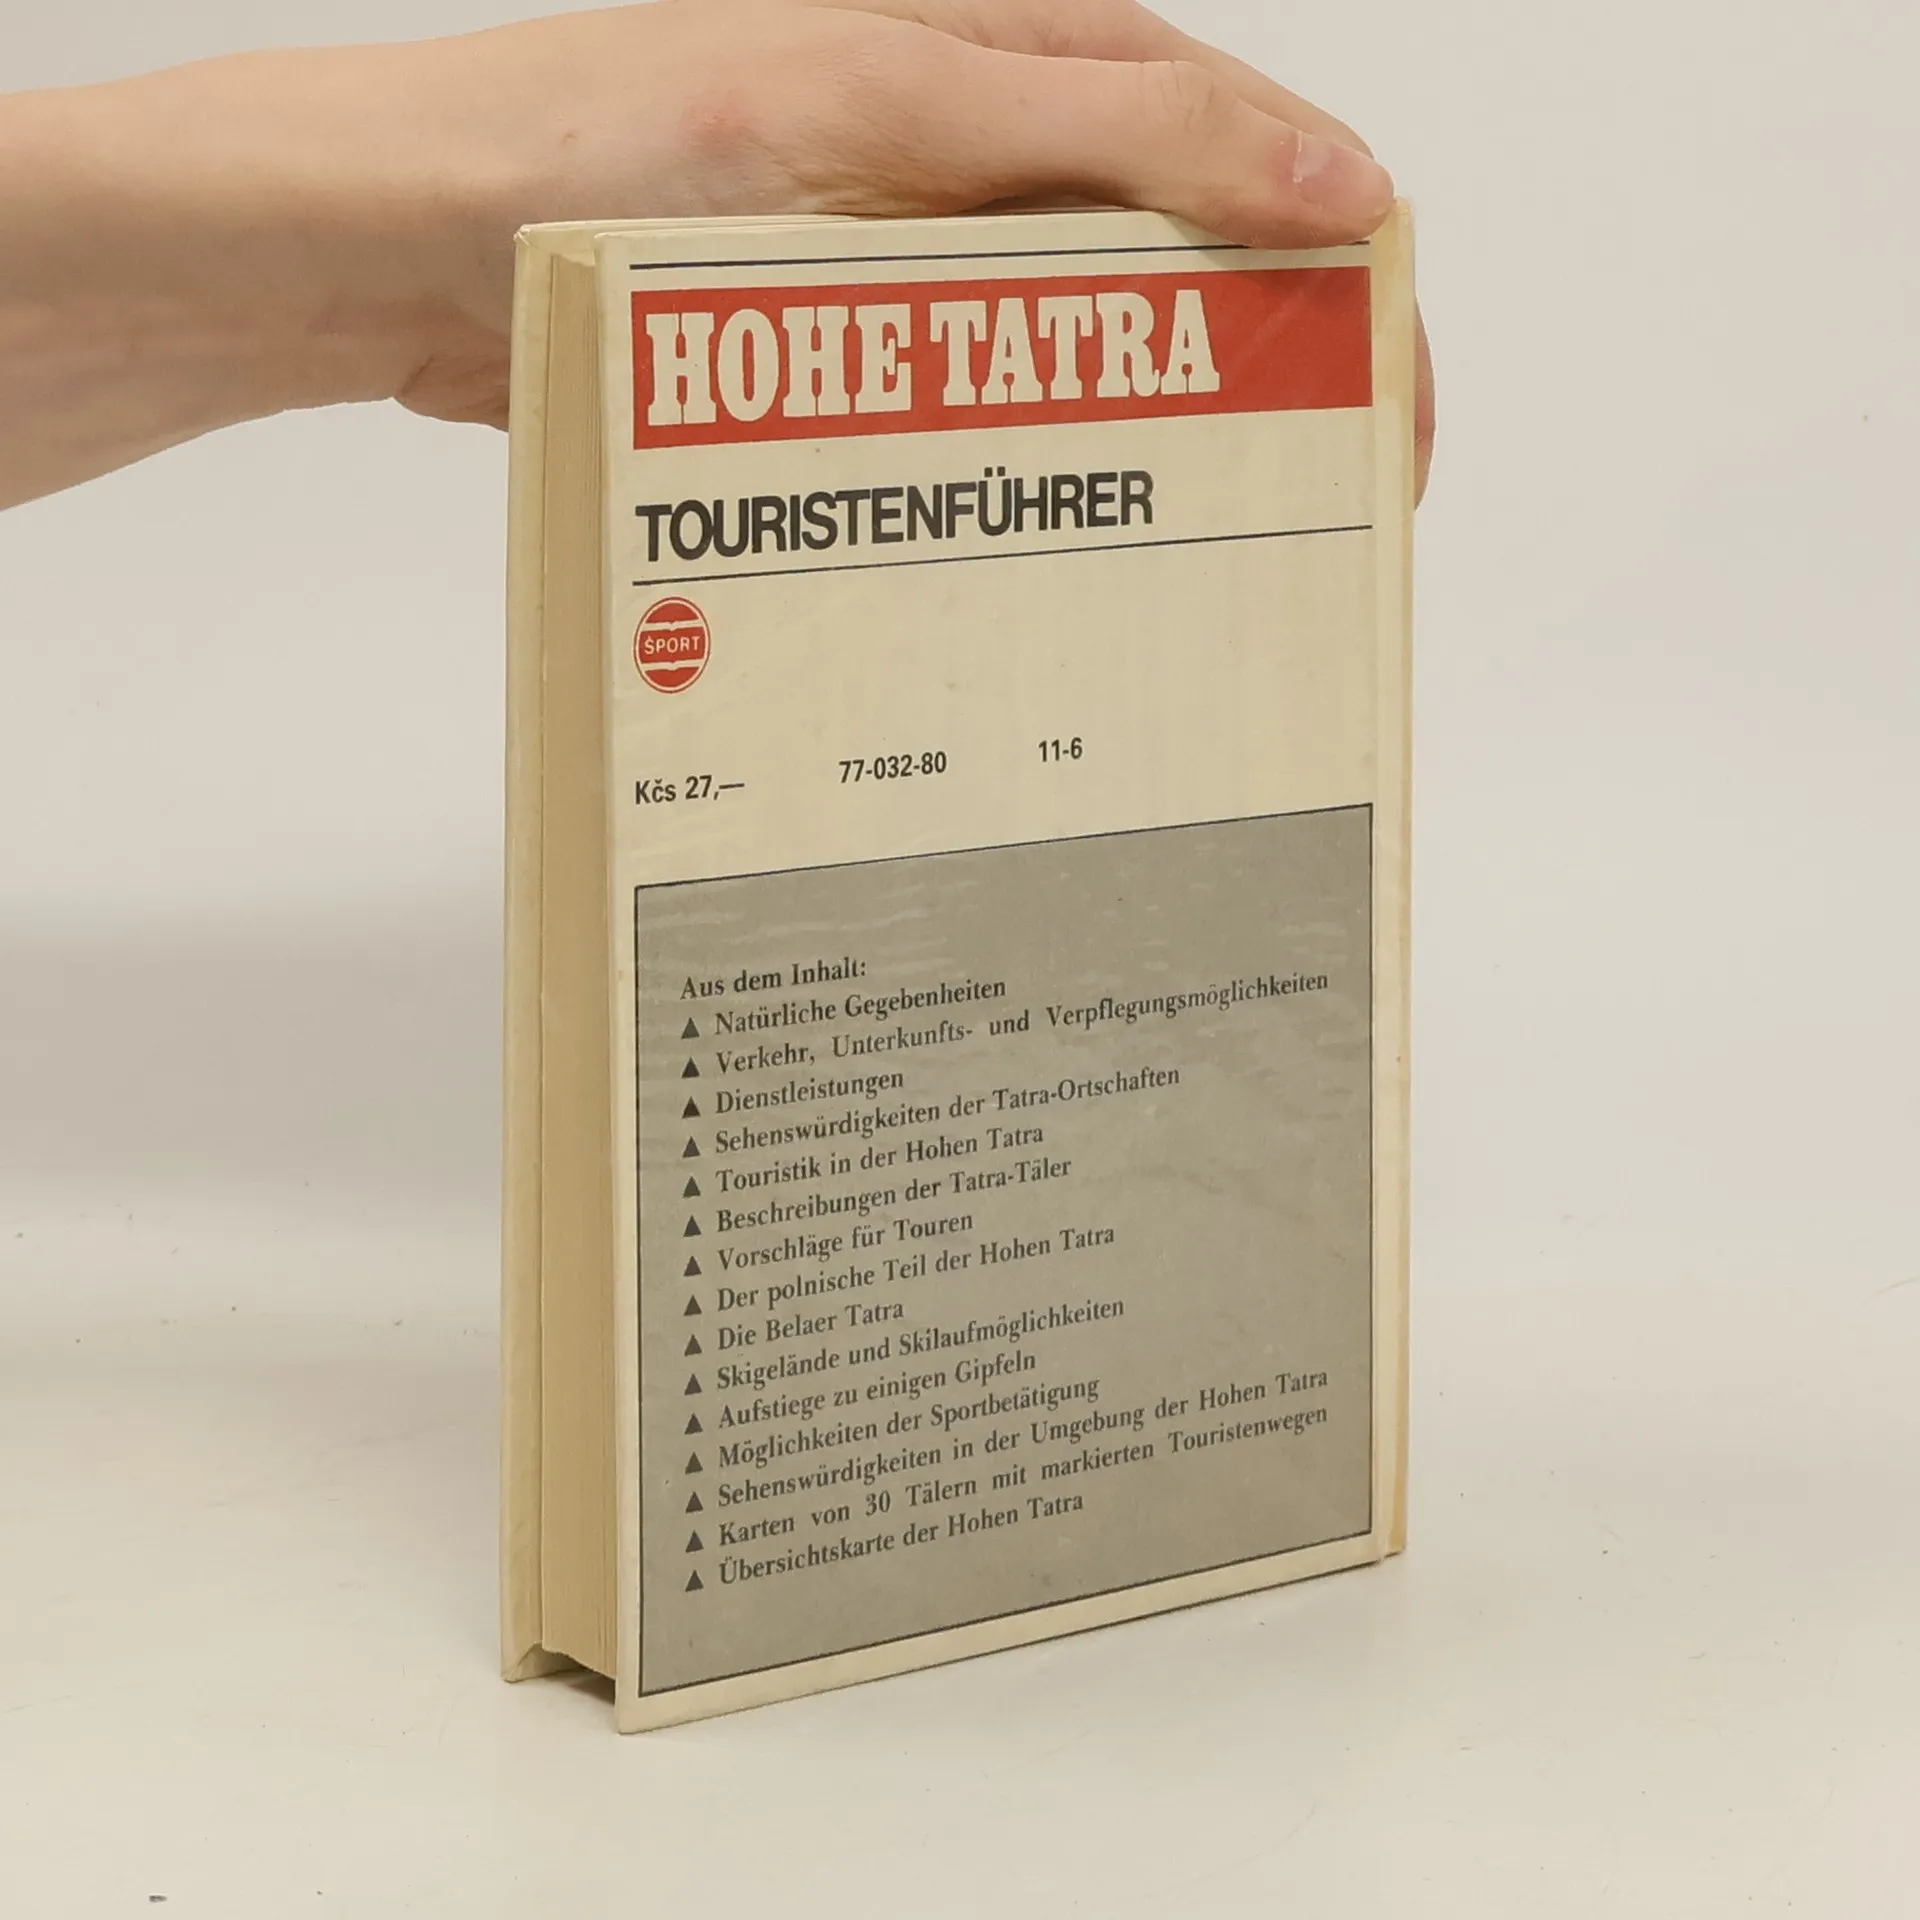 HOHE TATRA
TOURISTENFÜHRER
ŠPORT
Kčs 27,— 77-032-80 11-6
Aus dem Inhalt:
▲ Natürliche Gegebenheiten
▲ Verkehr, Unterkunfts- und Verpflegungsmöglichkeiten
▲ Dienstleistungen
▲ Sehenswürdigkeiten der Tatra-Ortschaften
▲ Touristik in der Hohen Tatra
▲ Beschreibungen der Tatra-Täler
▲ Vorschläge für Touren
▲ Der polnische Teil der Hohen Tatra
▲ Die Belaer Tatra
▲ Skigelände und Skilaufmöglichkeiten
▲ Aufstiege zu einigen Gipfeln
▲ Möglichkeiten der Sportbetätigung
▲ Sehenswürdigkeiten in der Umgebung der Hohen Tatra
▲ Karten von 30 Tälern mit markierten Touristenwegen
▲ Übersichtskarte der Hohen Tatra